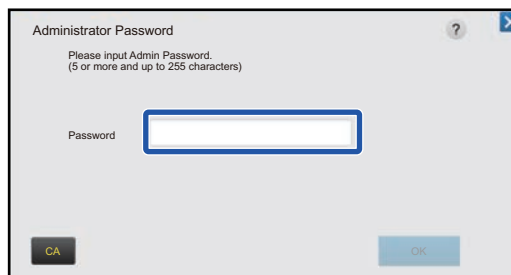 Administrator Password
?
Please input Admin Password.
(5 or more and up to 255 characters)
Password
CA
OK